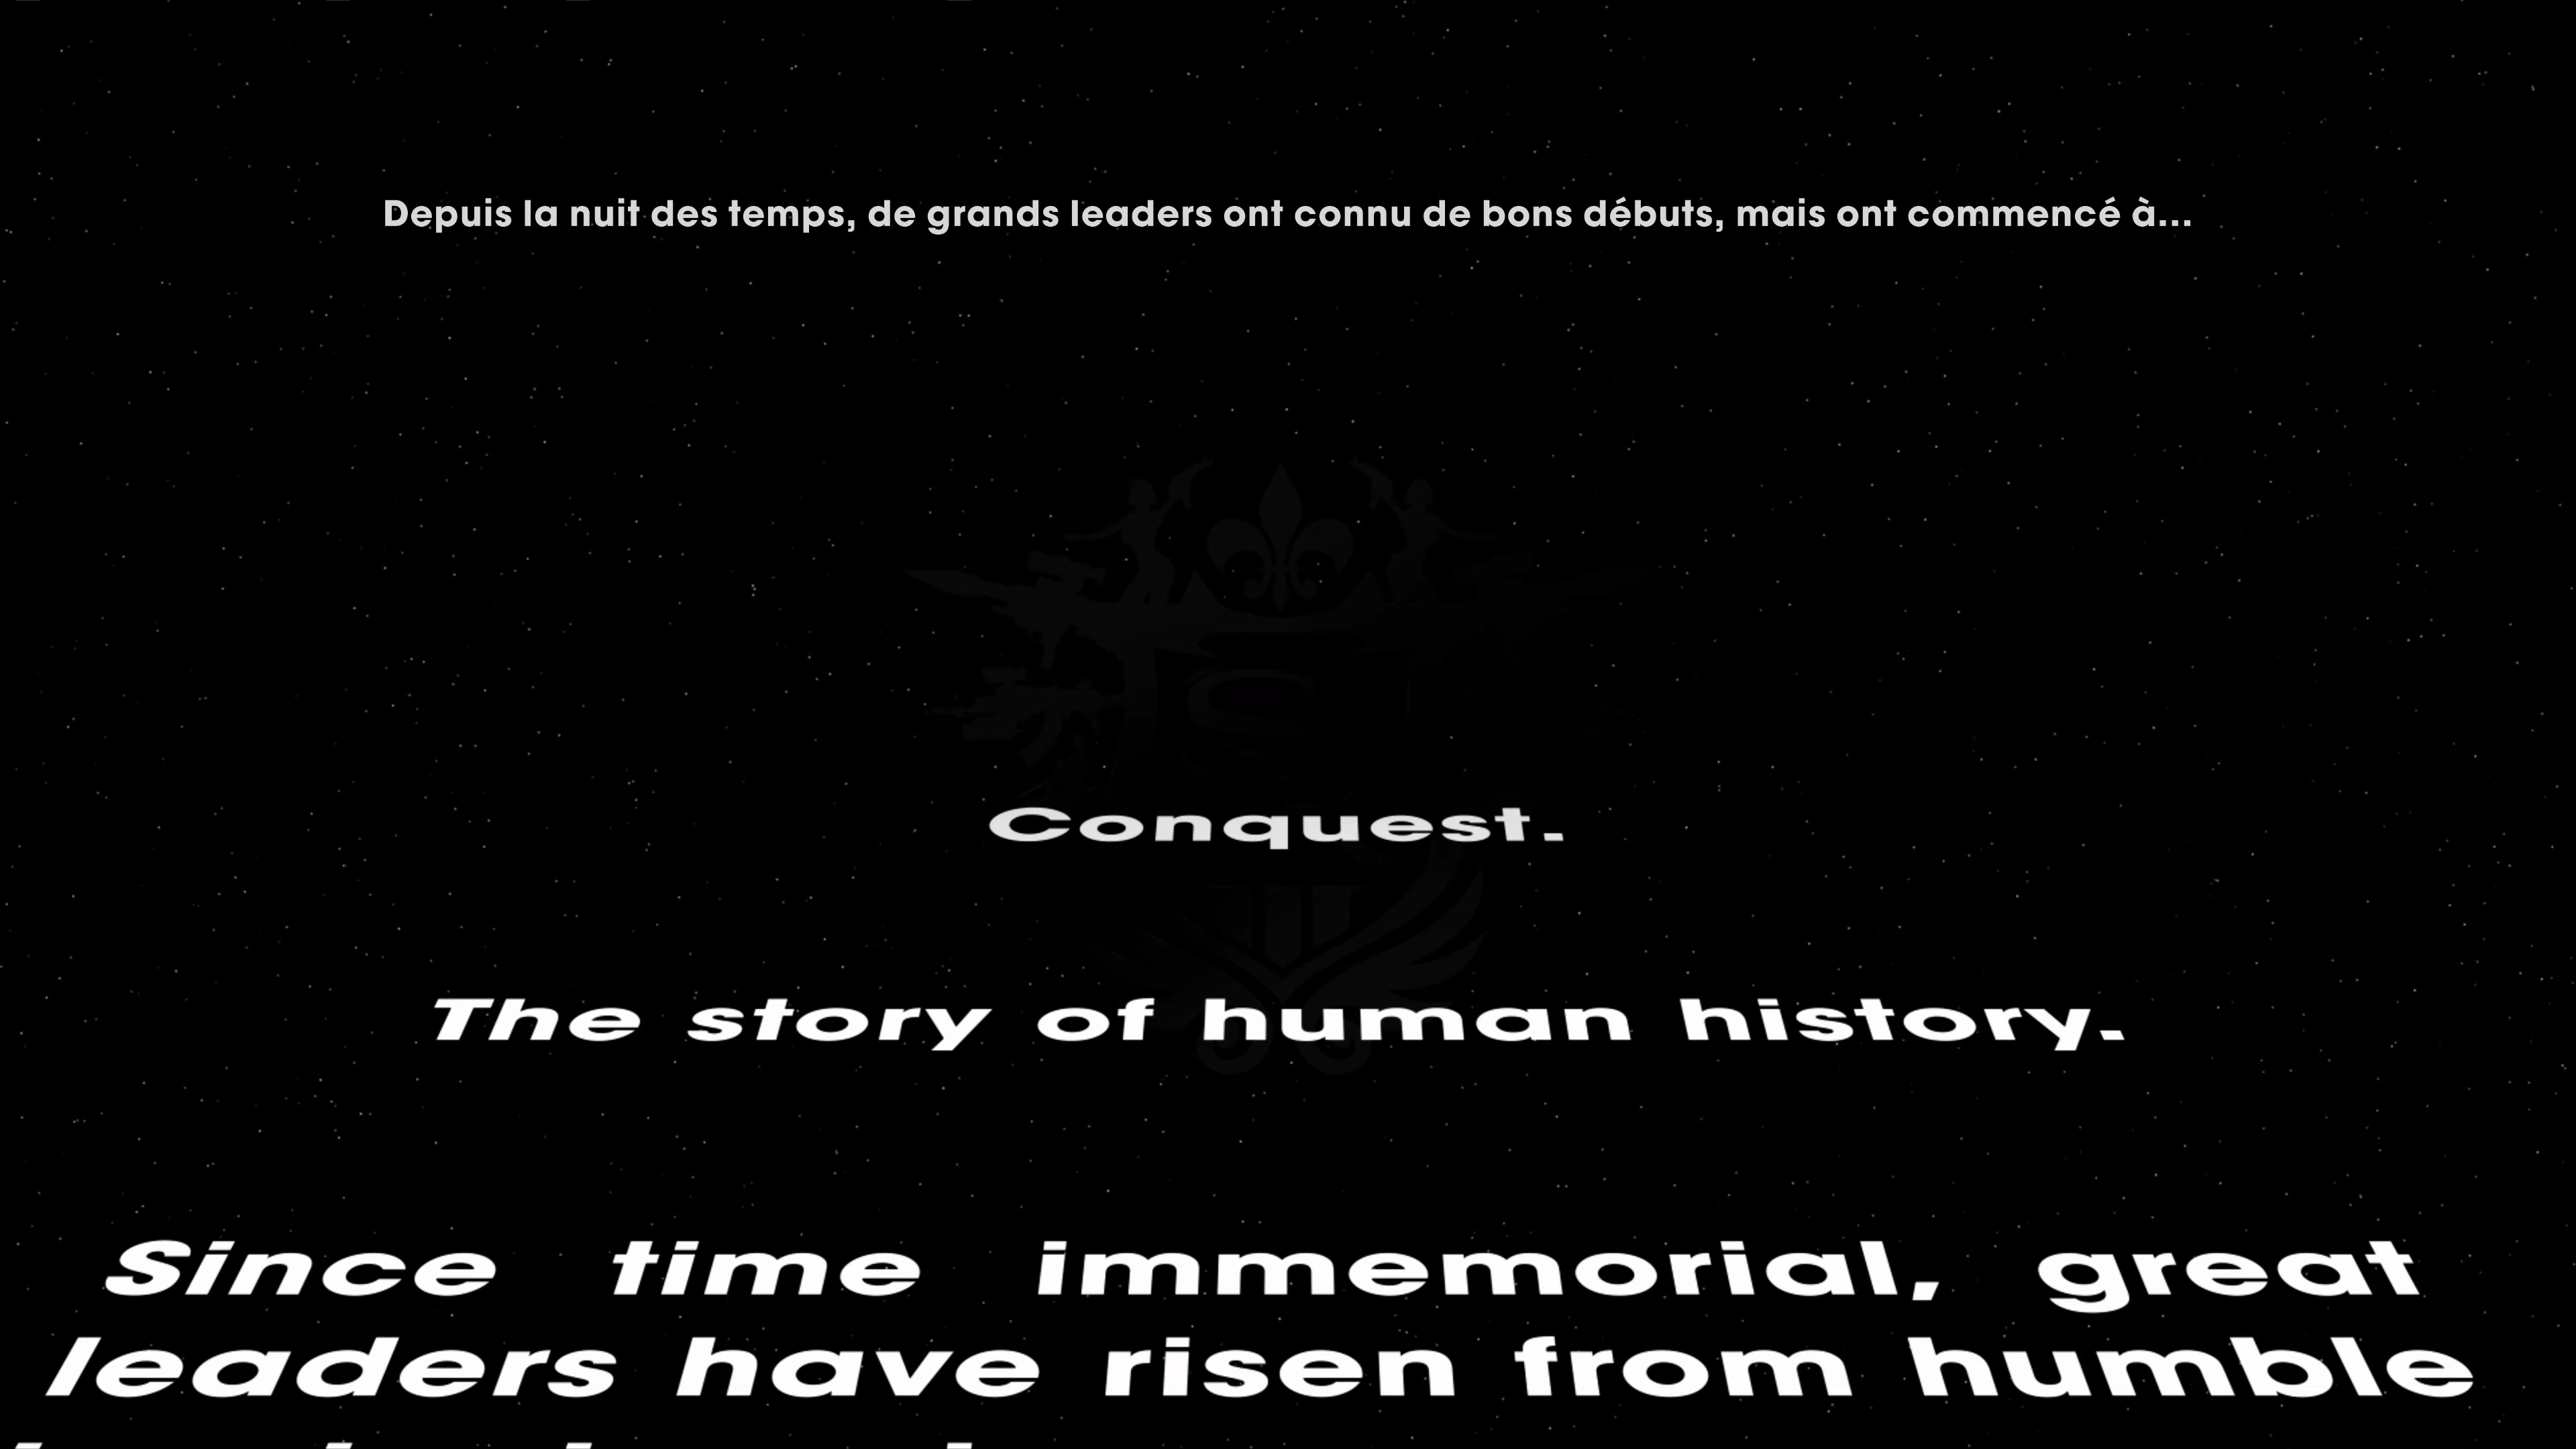 Depuis la nuit des temps, de grands leaders ont connu de bons débuts, mais ont commencé à...
Conquest.
The story of human history.
Since time immemorial, great
leaders have risen from humble